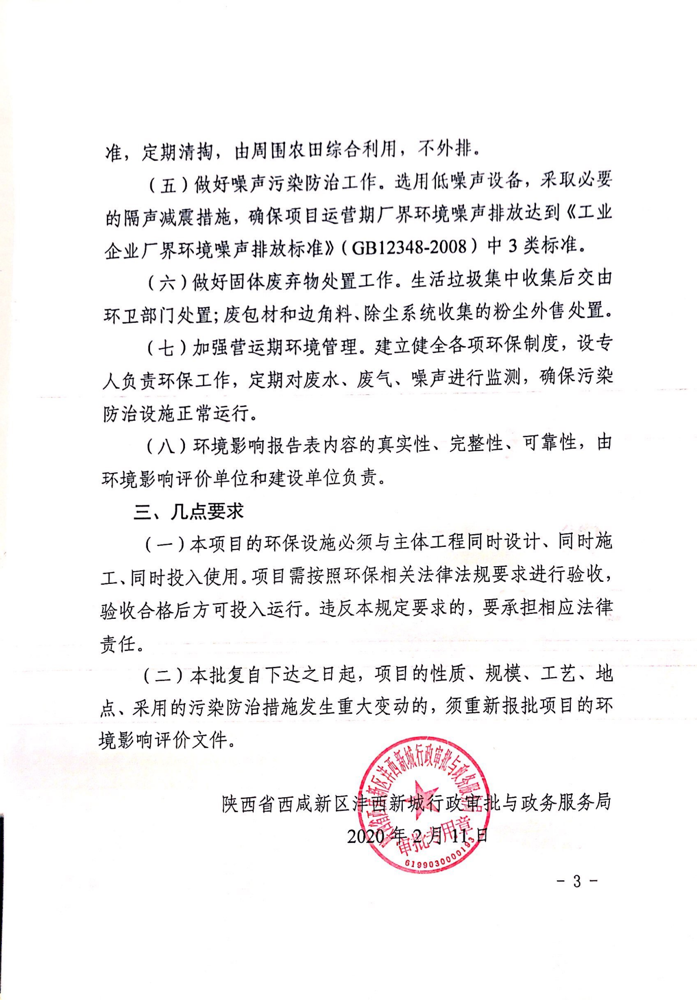 准，定期清掏，由周围农田综合利用，不外排。
（五）做好噪声污染防治工作。选用低噪声设备，采取必要
的隔声减震措施，确保项目运营期厂界环境噪声排放达到《工业
企业厂界环境噪声排放标准》（GB12348-2008）中 3 类标准。
（六）做好固体废弃物处置工作。生活垃圾集中收集后交由
环卫部门处置；废包材和边角料、除尘系统收集的粉尘外售处置。
（七）加强营运期环境管理。建立健全各项环保制度，设专
人负责环保工作，定期对废水、废气、噪声进行监测，确保污染
防治设施正常运行。
（八）环境影响报告表内容的真实性、完整性、可靠性，由
环境影响评价单位和建设单位负责。
三、几点要求
（一）本项目的环保设施必须与主体工程同时设计、同时施
工、同时投入使用。项目需按照环保相关法律法规要求进行验收，
验收合格后方可投入运行。违反本规定要求的，要承担相应法律
责任。
（二）本批复自下达之日起，项目的性质、规模、工艺、地
点、采用的污染防治措施发生重大变动的，须重新报批项目的环
境影响评价文件。
陕西省西咸新区沣西新城行政审批与政务服务局
2020 年 2 月 11 日
陕西省西咸新区沣西新城行政审批与政务服务局
审批专用章
6199030000193
- 3 -